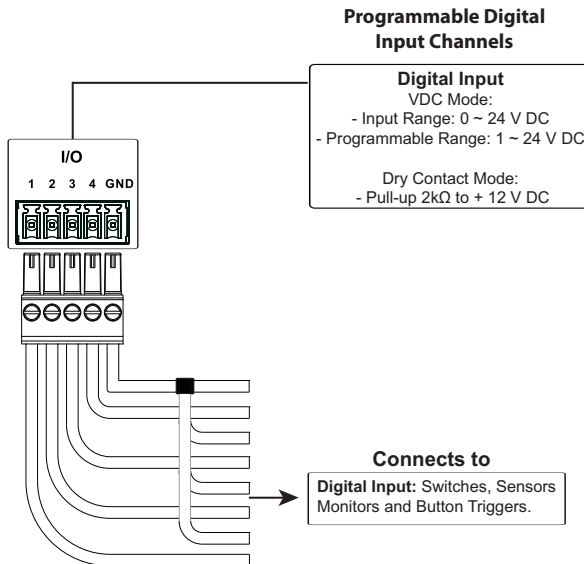 Programmable Digital
Input Channels
Digital Input
VDC Mode:
- Input Range: 0 ~ 24 V DC
- Programmable Range: 1 ~ 24 V DC
Dry Contact Mode:
- Pull-up 2kΩ to + 12 V DC
I/O
1 2 3 4 GND
Connects to
Digital Input: Switches, Sensors
Monitors and Button Triggers.